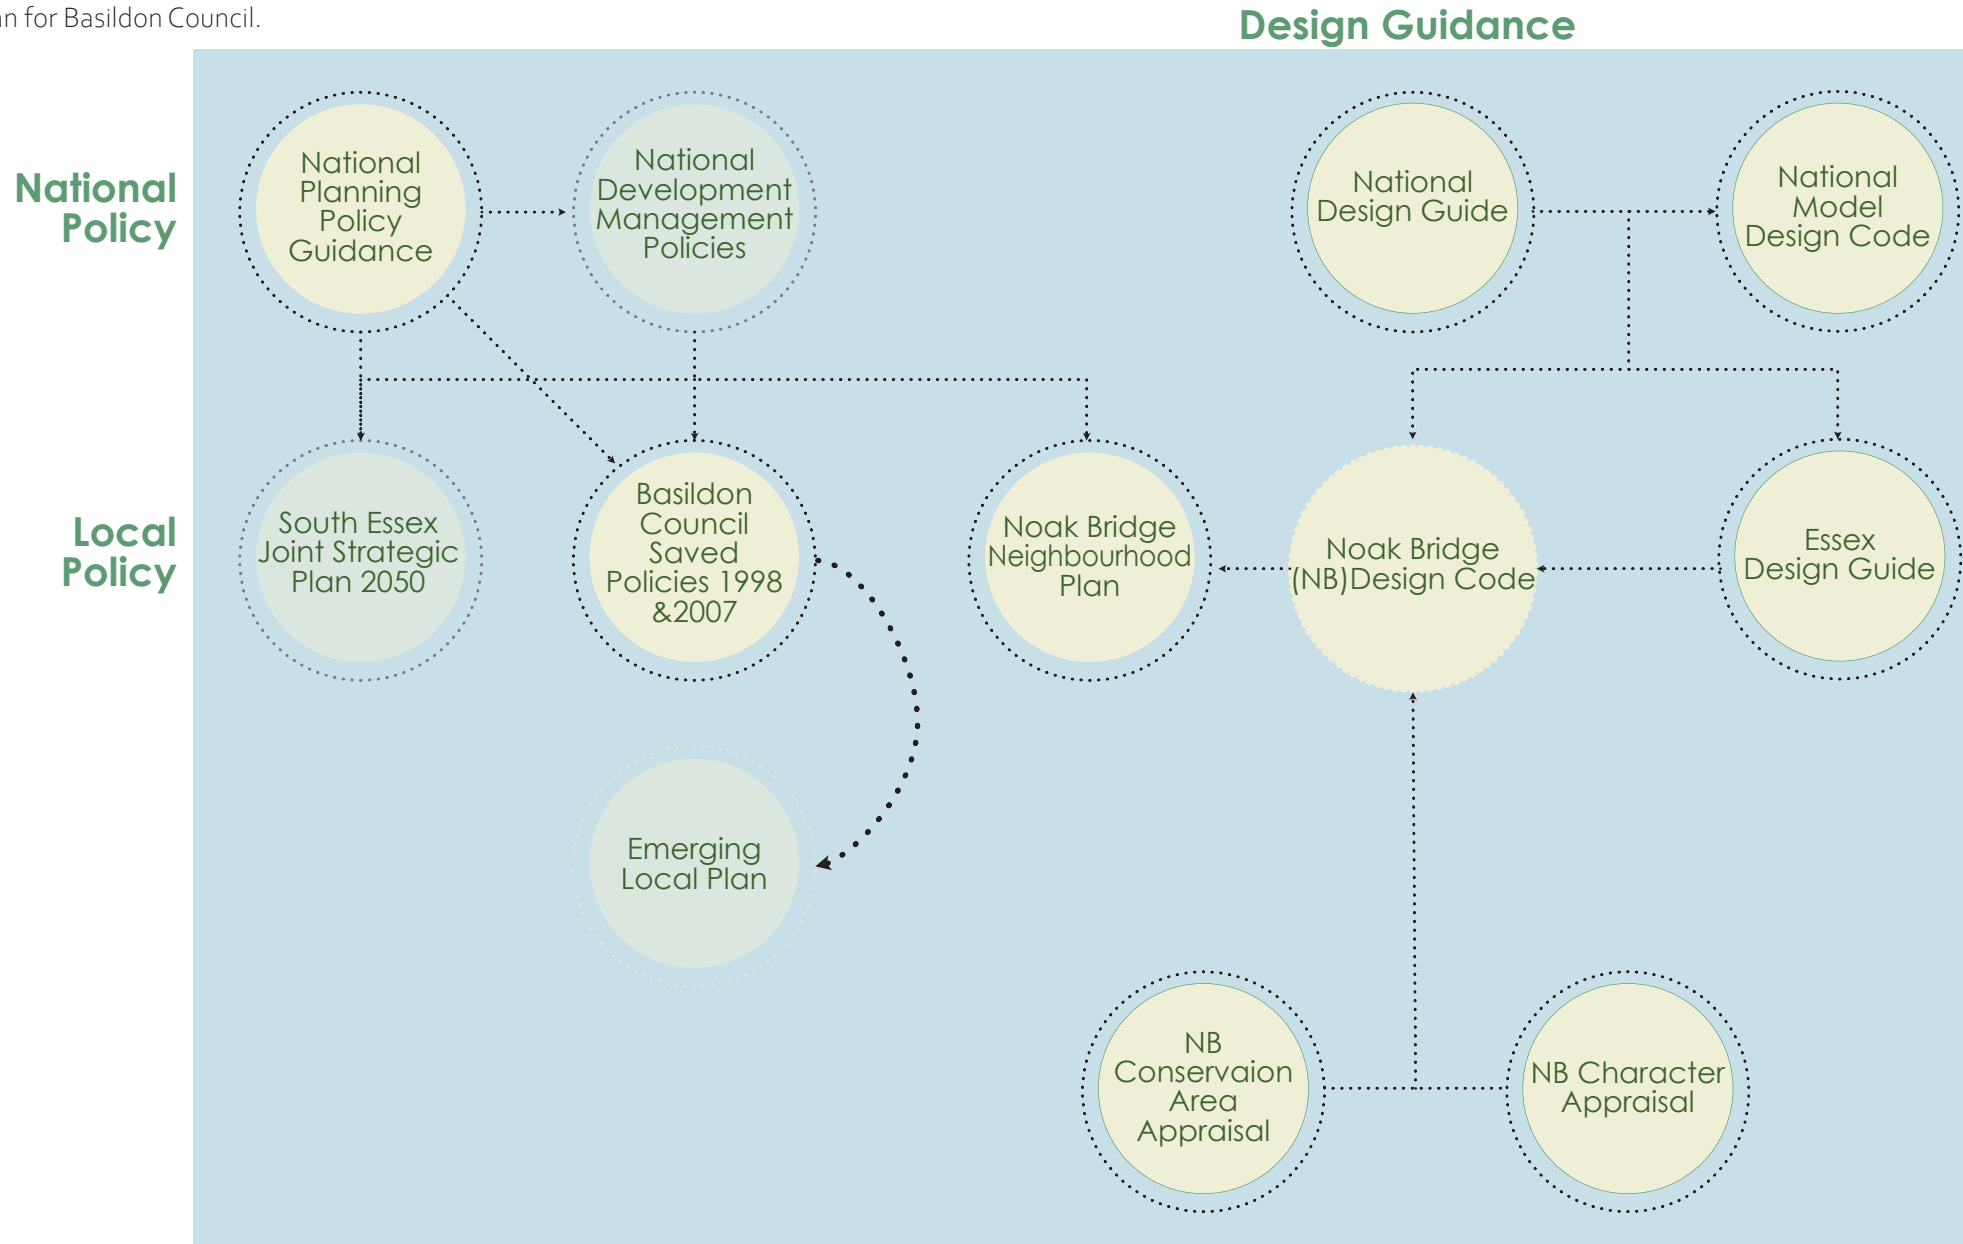 an for Basildon Council.
Design Guidance
National
Policy
National
Planning
Policy
Guidance
National
Development
Management
Policies
National
Design Guide
National
Model
Design Code
Local
Policy
South Essex
Joint Strategic
Plan 2050
Basildon
Council
Saved
Policies 1998
&2007
Noak Bridge
Neighbourhood
Plan
Noak Bridge
(NB)Design Code
Essex
Design Guide
Emerging
Local Plan
NB
Conservaion
Area
Appraisal
NB Character
Appraisal